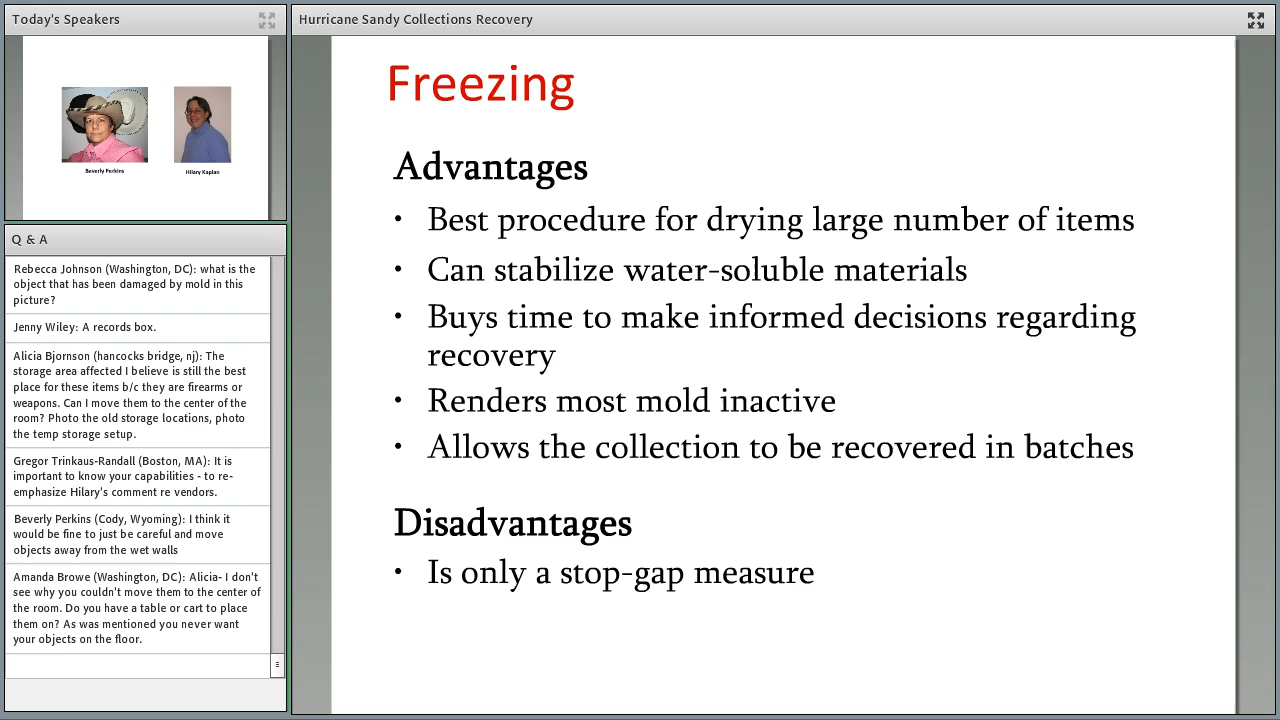 Today's Speakers
Beverly Perkins
Hilary Kaplan
Q & A
Rebecca Johnson (Washington, DC): what is the
object that has been damaged by mold in this
picture?
Jenny Wiley: A records box.
Alicia Bjornson (hancocks bridge, nj): The
storage area affected I believe is still the best
place for these items b/c they are firearms or
weapons. Can I move them to the center of the
room? Photo the old storage locations, photo
the temp storage setup.
Gregor Trinkaus-Randall (Boston, MA): It is
important to know your capabilities - to re-
emphasize Hilary's comment re vendors.
Beverly Perkins (Cody, Wyoming): I think it
would be fine to just be careful and move
objects away from the wet walls
Amanda Browe (Washington, DC): Alicia- I don't
see why you couldn't move them to the center of
the room. Do you have a table or cart to place
them on? As was mentioned you never want
your objects on the floor.
Hurricane Sandy Collections Recovery
Freezing
Advantages
• Best procedure for drying large number of items
• Can stabilize water-soluble materials
• Buys time to make informed decisions regarding
recovery
• Renders most mold inactive
• Allows the collection to be recovered in batches
Disadvantages
• Is only a stop-gap measure